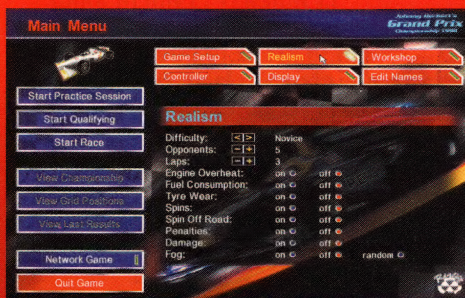 Main Menu
Johnny Herbert's
Grand Prix
Championship 1998
Game Setup
Realism
Workshop
Controller
Display
Edit Names
Start Practice Session
Start Qualifying
Start Race
View Championship
View Grid Positions
View Last Results
Network Game
Quit Game
Realism
Difficulty: < > Novice
Opponents: - + 5
Laps: - + 3
Engine Overheat: on off
Fuel Consumption: on off
Tyre Wear: on off
Spins: on off
Spin Off Road: on off
Penalties: on off
Damage: on off
Fog: on off random